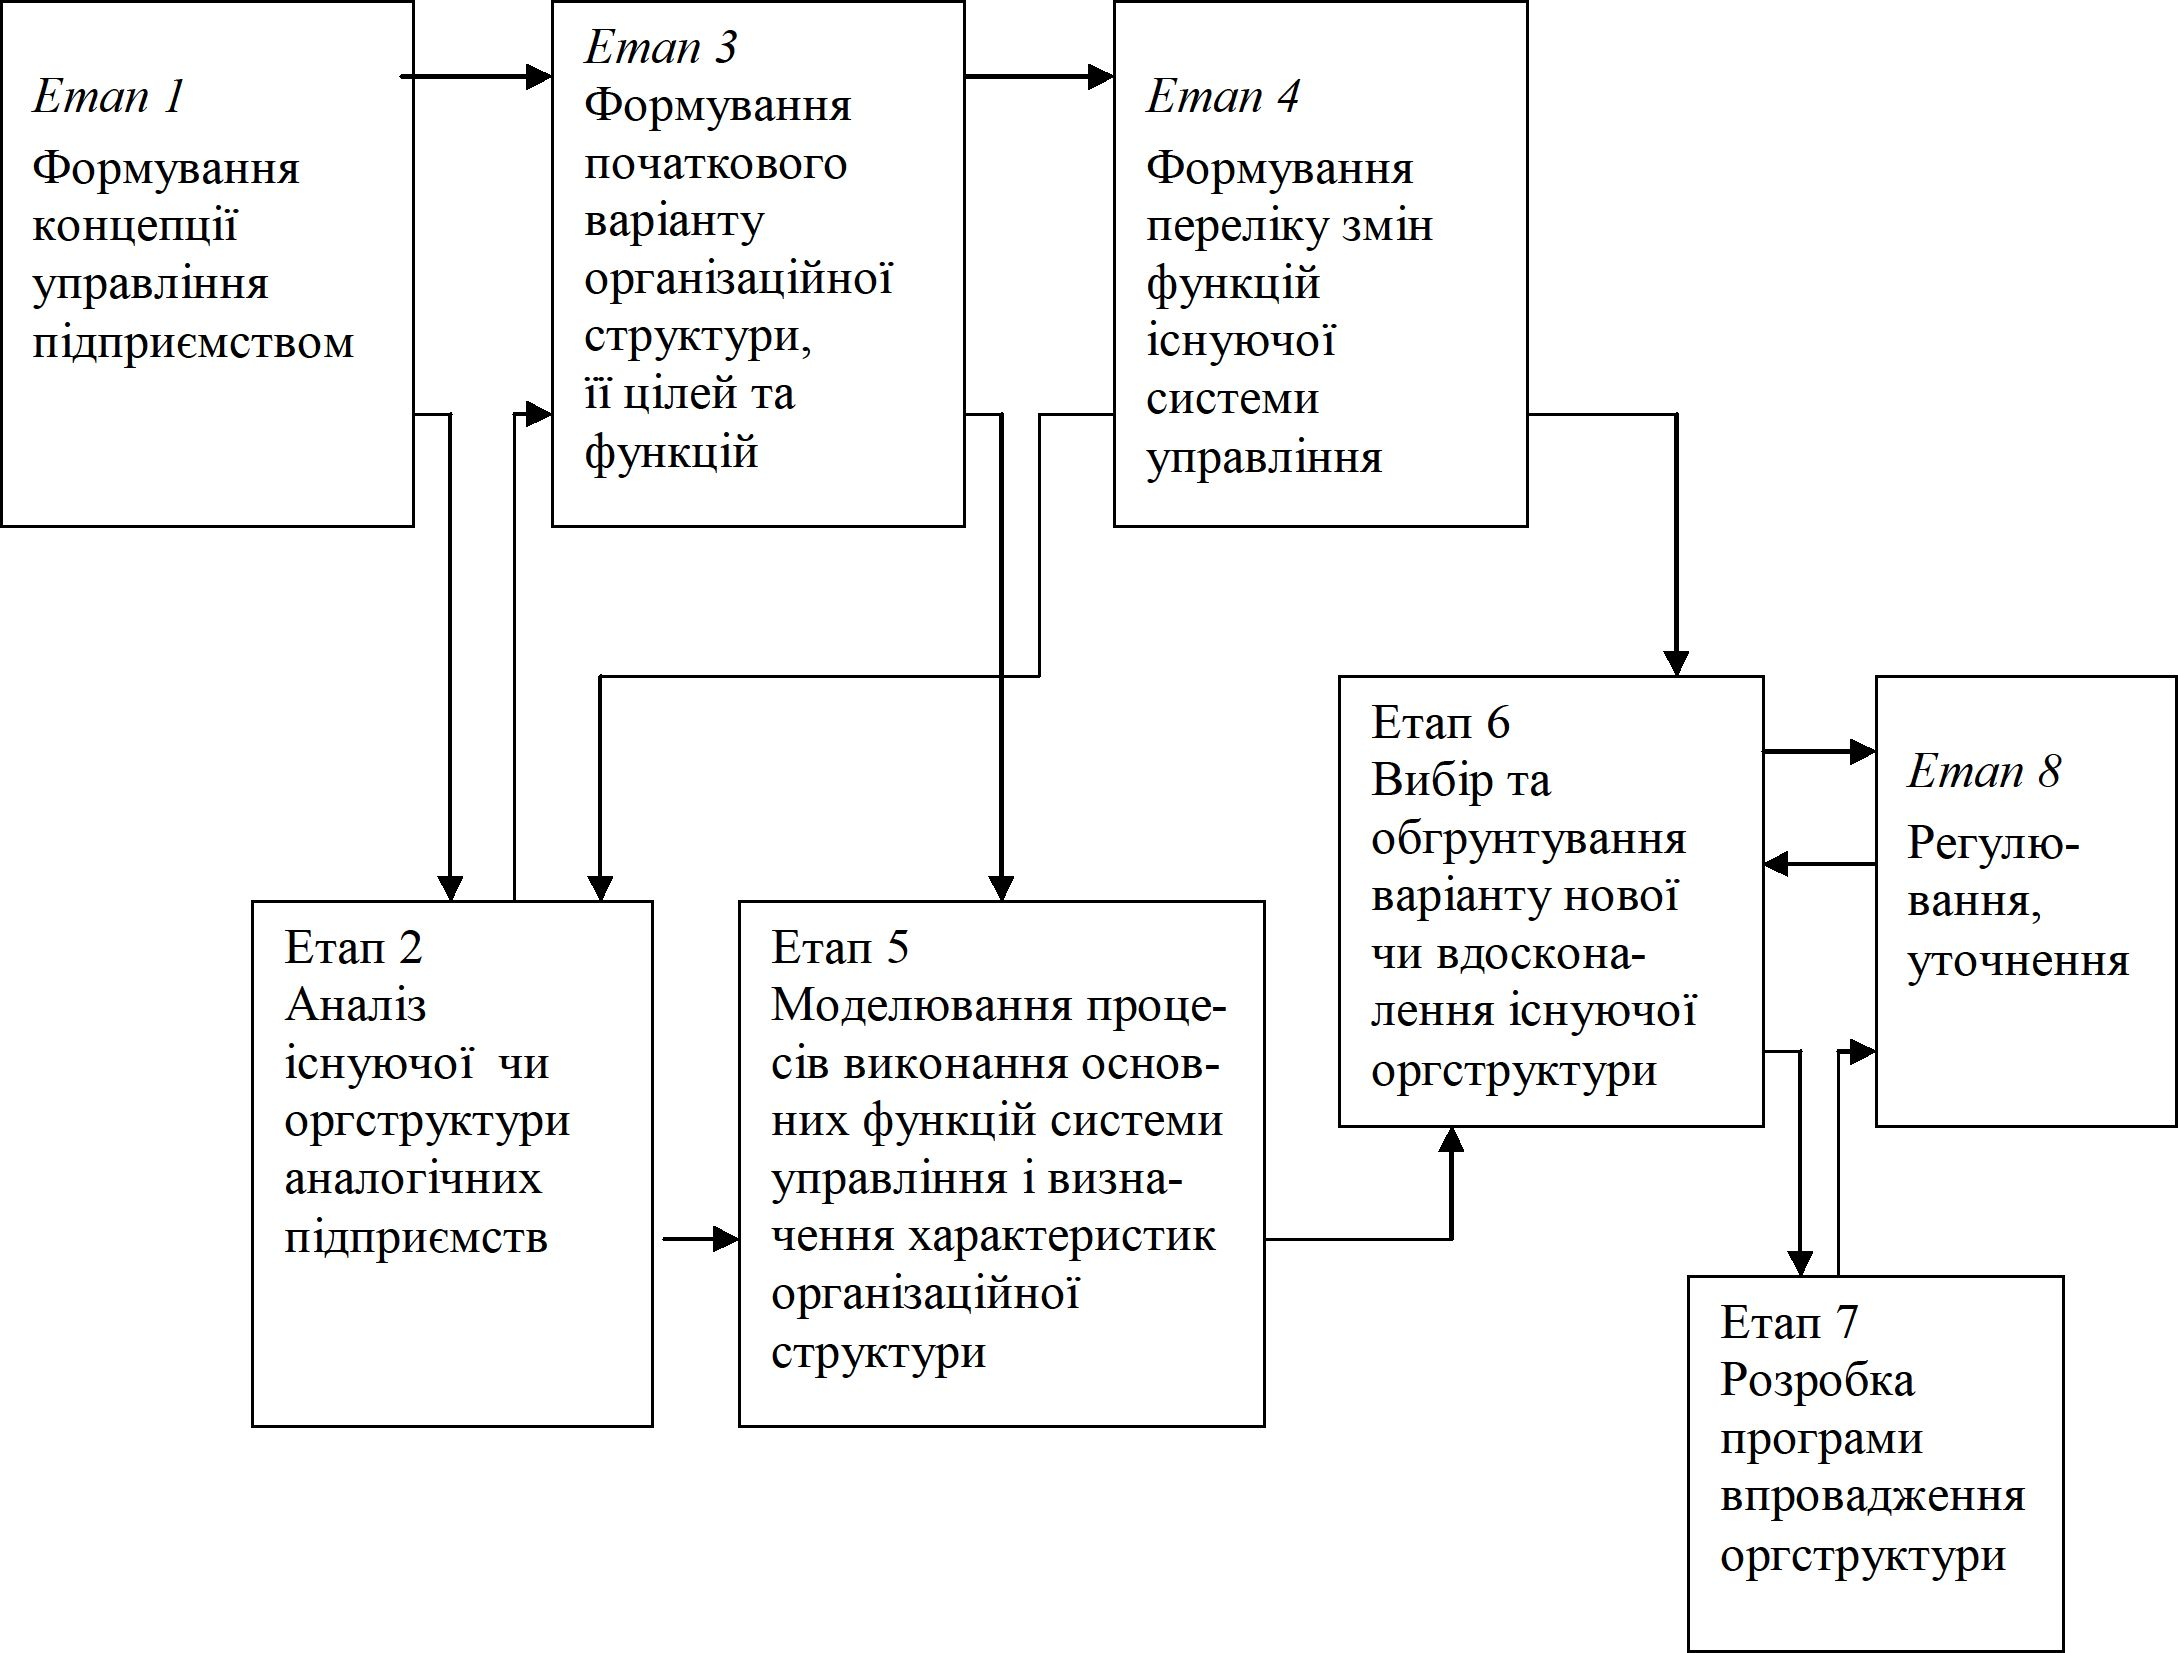 Етап 1
Формування
концепції
управління
підприємством
Етап 3
Формування
початкового
варіанту
організаційної
структури,
її цілей та
функцій
Етап 4
Формування
переліку змін
функцій
існуючої
системи
управління
Етап 2
Аналіз
існуючої  чи
оргструктури
аналогічних
підприємств
Етап 5
Моделювання проце-
сів виконання основ-
них функцій системи
управління і визна-
чення характеристик
організаційної
структури
Етап 6
Вибір та
обгрунтування
варіанту нової
чи вдоскона-
лення існуючої
оргструктури
Етап 8
Регулю-
вання,
уточнення
Етап 7
Розробка
програми
впровадження
оргструктури